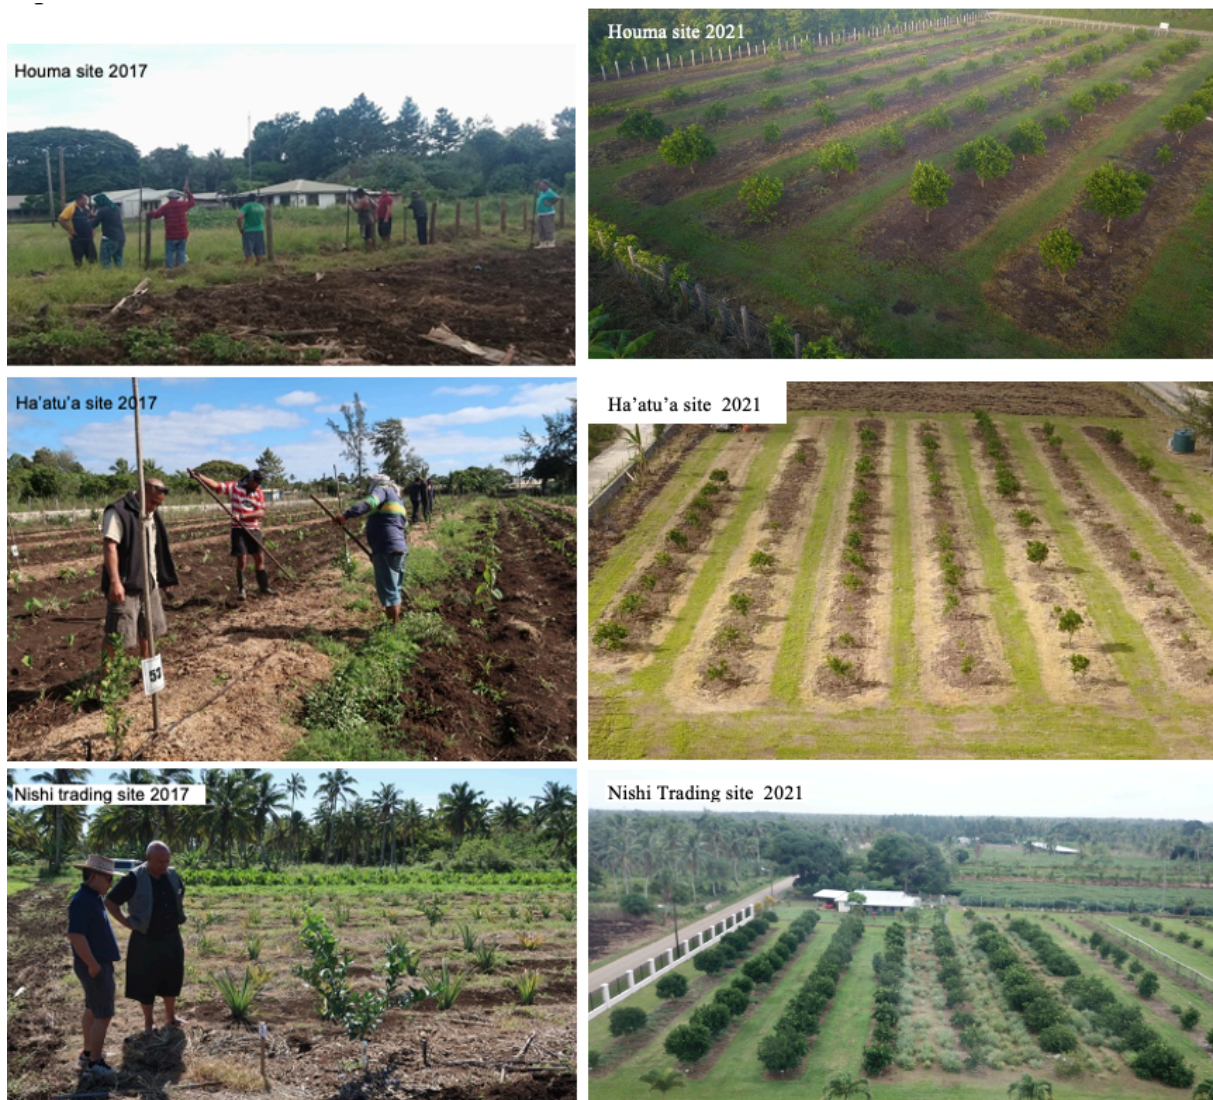 Houma site 2017
Houma site 2021
Ha'atu'a site 2017
Ha'atu'a site  2021
53
Nishi trading site 2017
Nishi Trading site  2021